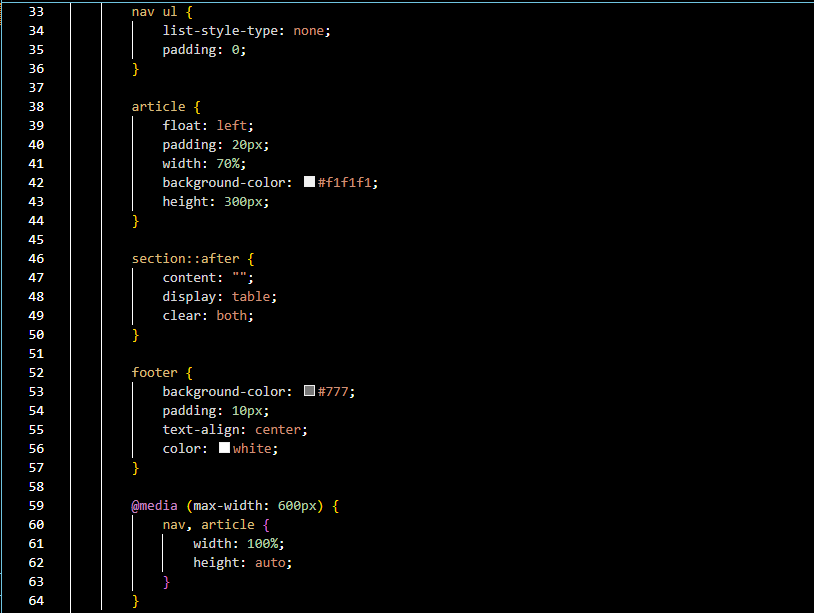 33 nav ul {
34 list-style-type: none;
35 padding: 0;
36 }
37
38 article {
39 float: left;
40 padding: 20px;
41 width: 70%;
42 background-color: #f1f1f1;
43 height: 300px;
44 }
45
46 section::after {
47 content: "";
48 display: table;
49 clear: both;
50 }
51
52 footer {
53 background-color: #777;
54 padding: 10px;
55 text-align: center;
56 color: white;
57 }
58
59 @media (max-width: 600px) {
60 nav, article {
61 width: 100%;
62 height: auto;
63 }
64 }